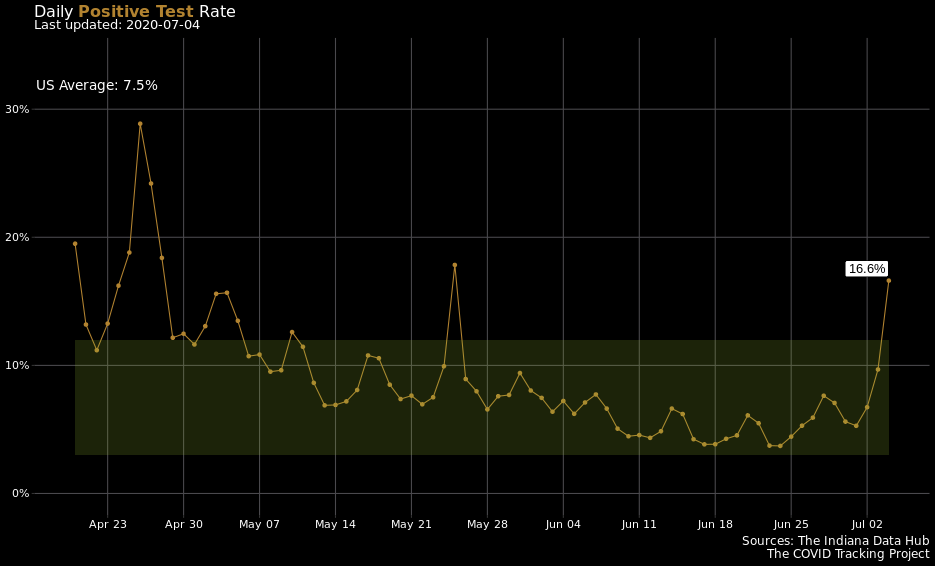 Daily Positive Test Rate
Last updated: 2020-07-04
US Average: 7.5%
30%
20%
16.6%
10%
0%
Apr 23 Apr 30 May 07 May 14 May 21 May 28 Jun 04 Jun 11 Jun 18 Jun 25 Jul 02
Sources: The Indiana Data Hub
The COVID Tracking Project